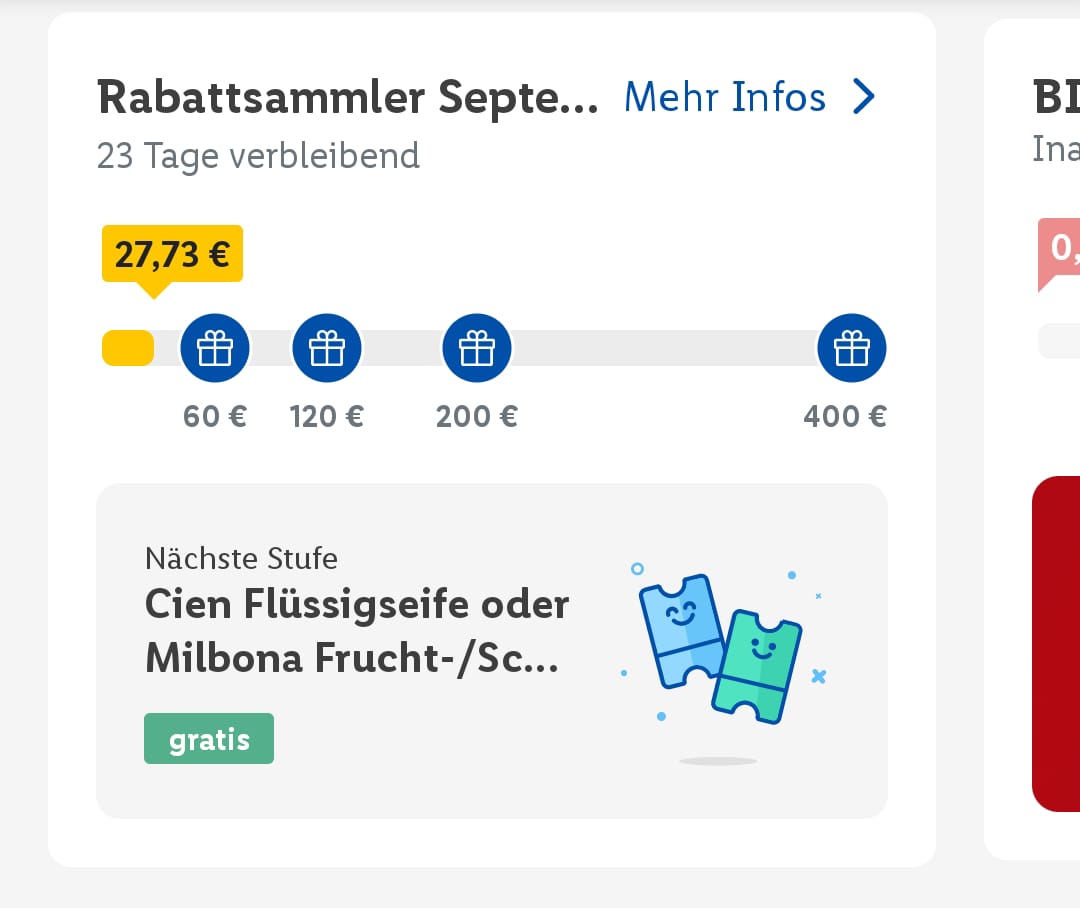 Rabattsammler Septe... Mehr Infos
23 Tage verbleibend
27,73 €
60 € 120 € 200 € 400 €
Nächste Stufe
Cien Flüssigseife oder
Milbona Frucht-/Sc...
gratis
BI
Ina
0,